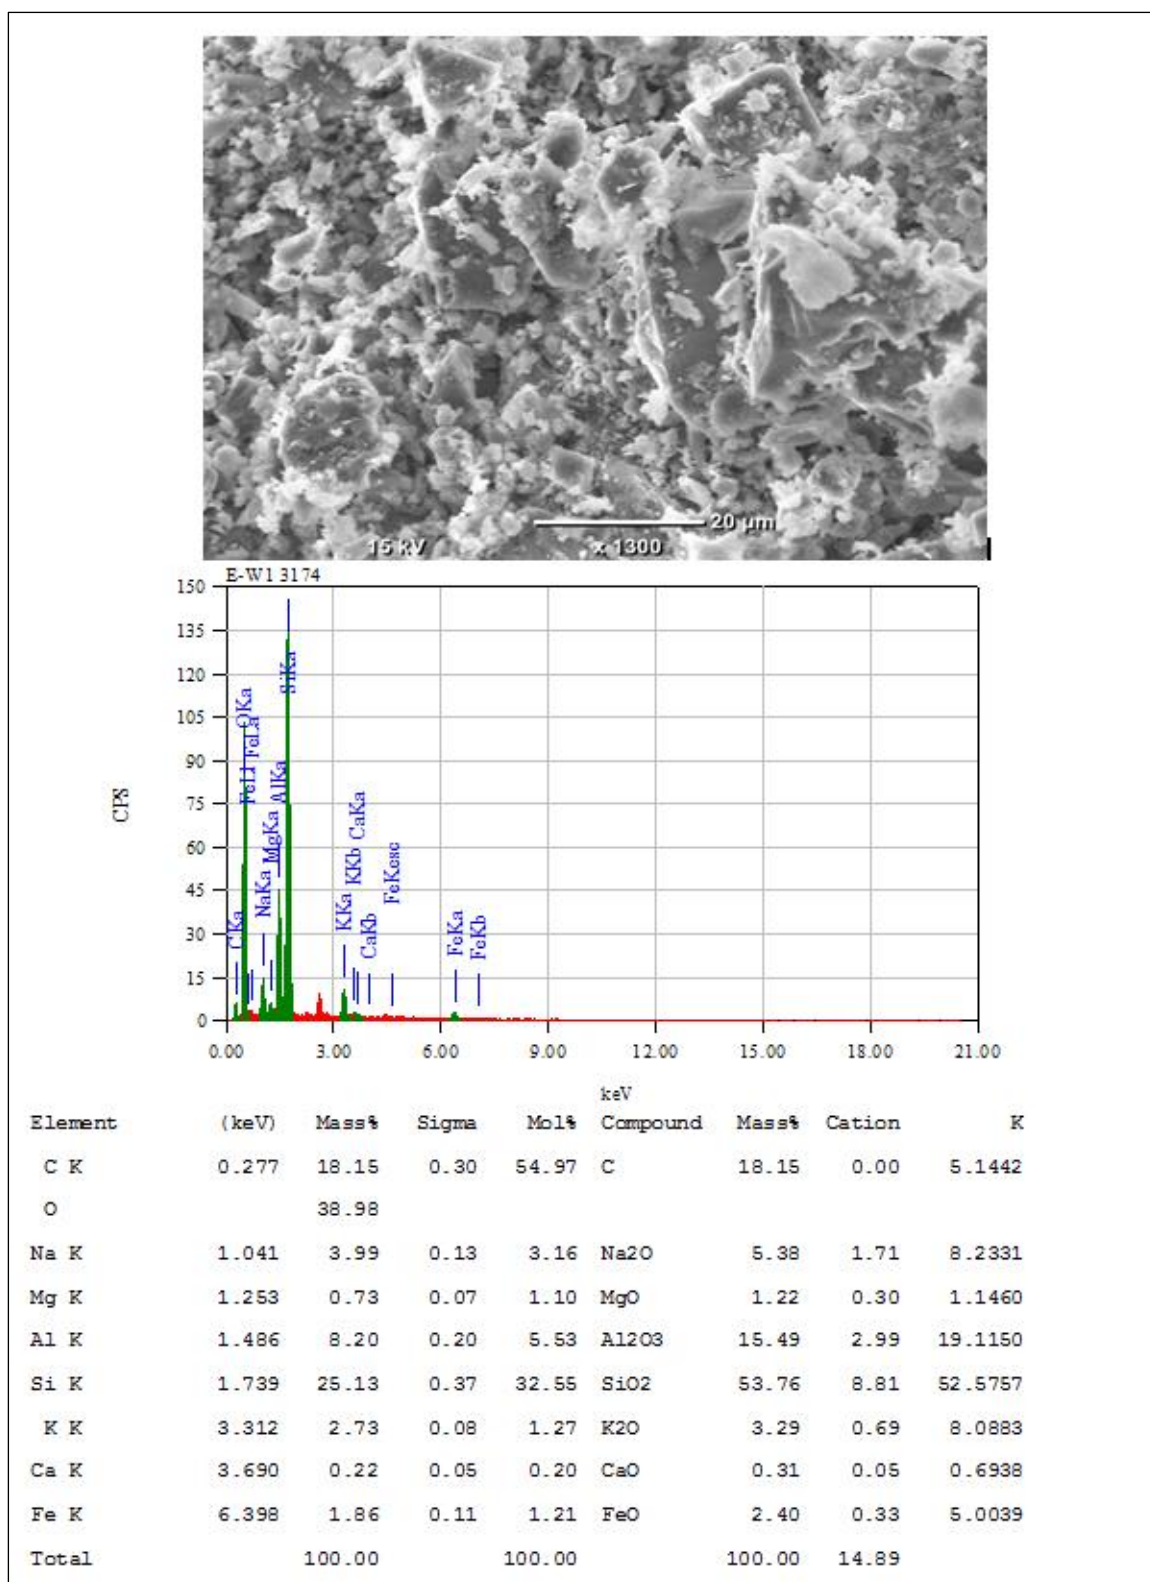 20 µm
15 kV x 1300
E-W1 3174
150
135
120
105
90
75
60
45
30
15
0
CPS
CKa
OKa
FeLl FeLa
NaKa
MgKa
AlKa
SiKa
KKa
KKb CaKa
CaKb
FeKesc
FeKa
FeKb
0.00 3.00 6.00 9.00 12.00 15.00 18.00 21.00
keV
Element (keV) Mass% Sigma Mol% Compound Mass% Cation K
C K 0.277 18.15 0.30 54.97 C 18.15 0.00 5.1442
O 38.98
Na K 1.041 3.99 0.13 3.16 Na2O 5.38 1.71 8.2331
Mg K 1.253 0.73 0.07 1.10 MgO 1.22 0.30 1.1460
Al K 1.486 8.20 0.20 5.53 Al2O3 15.49 2.99 19.1150
Si K 1.739 25.13 0.37 32.55 SiO2 53.76 8.81 52.5757
K K 3.312 2.73 0.08 1.27 K2O 3.29 0.69 8.0883
Ca K 3.690 0.22 0.05 0.20 CaO 0.31 0.05 0.6938
Fe K 6.398 1.86 0.11 1.21 FeO 2.40 0.33 5.0039
Total 100.00 100.00 100.00 14.89